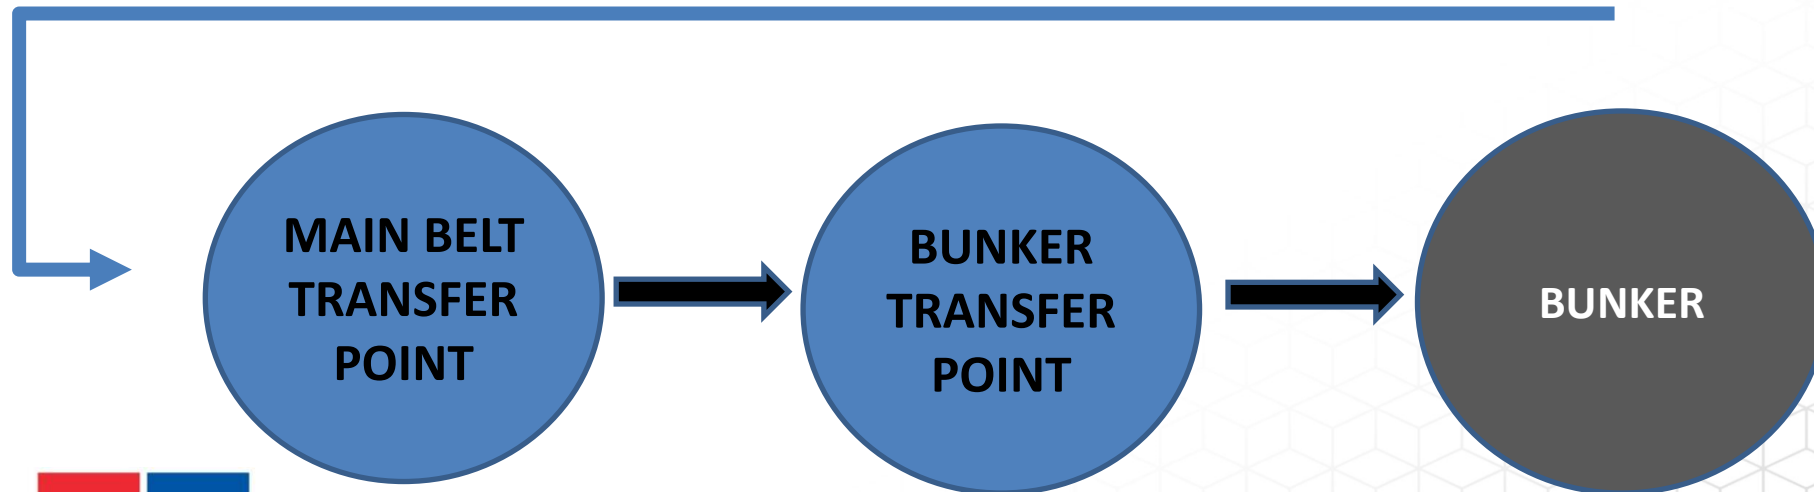 MAIN BELT
TRANSFER
POINT
BUNKER
TRANSFER
POINT
BUNKER